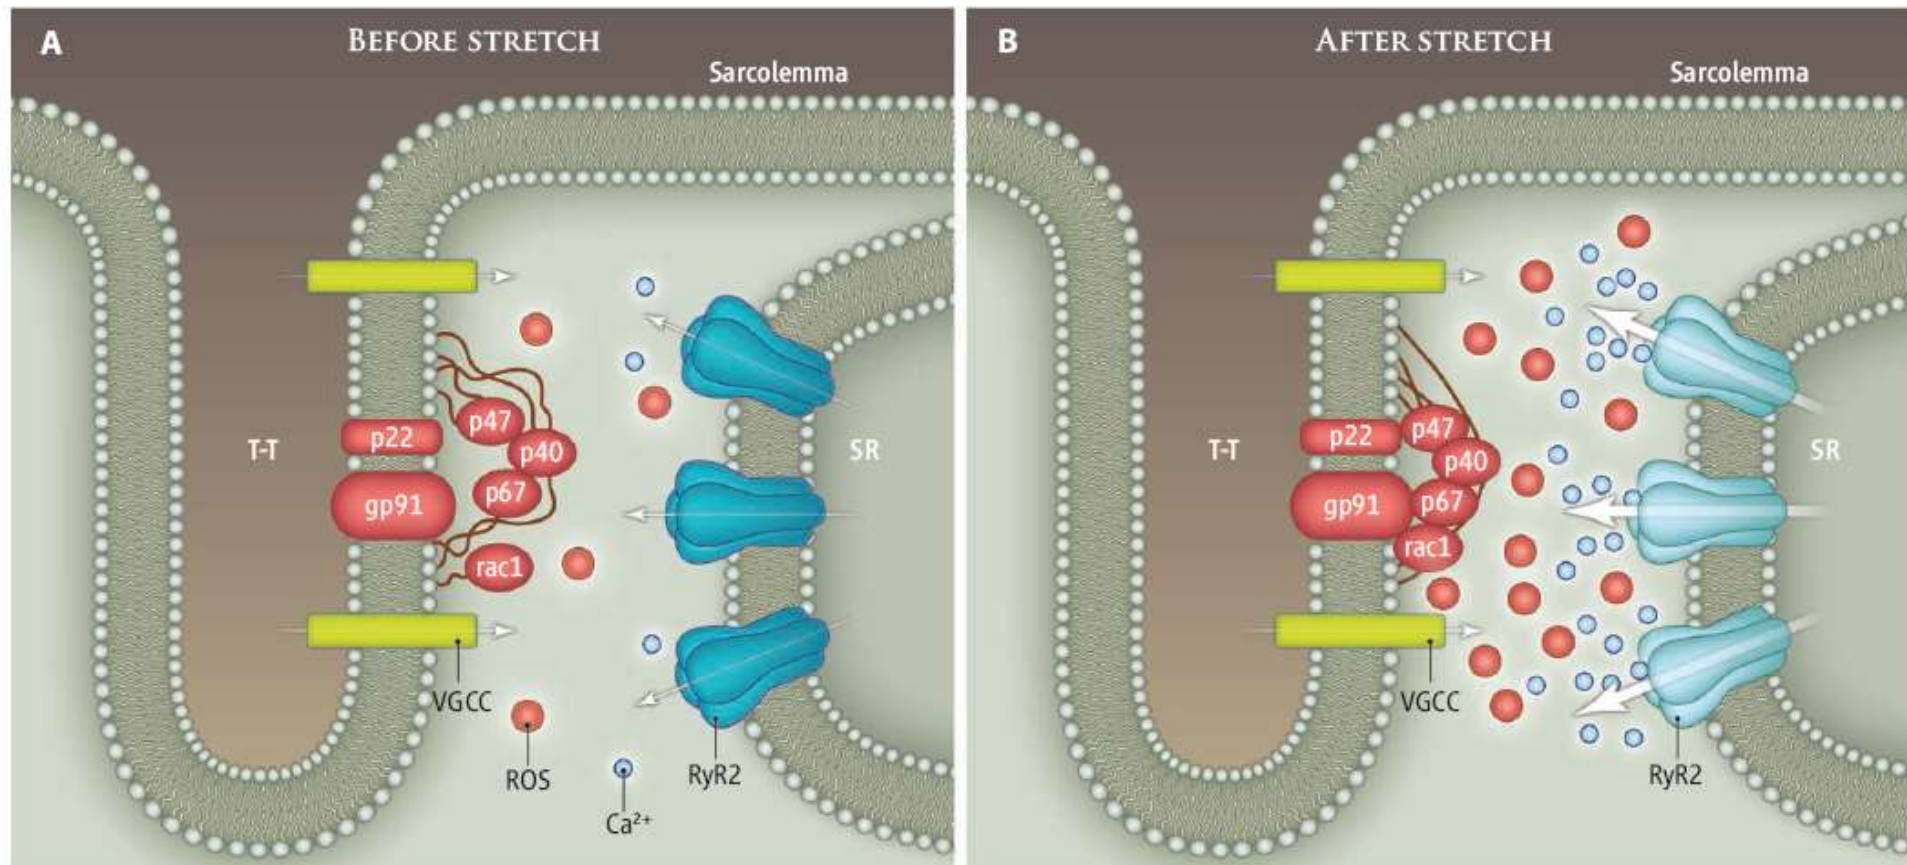 A
BEFORE STRETCH
Sarcolemma
T-T
p22
gp91
p47
p40
p67
rac1
SR
VGCC
ROS
Ca²⁺
RyR2
B
AFTER STRETCH
Sarcolemma
T-T
p22
gp91
p47
p40
p67
rac1
SR
VGCC
RyR2